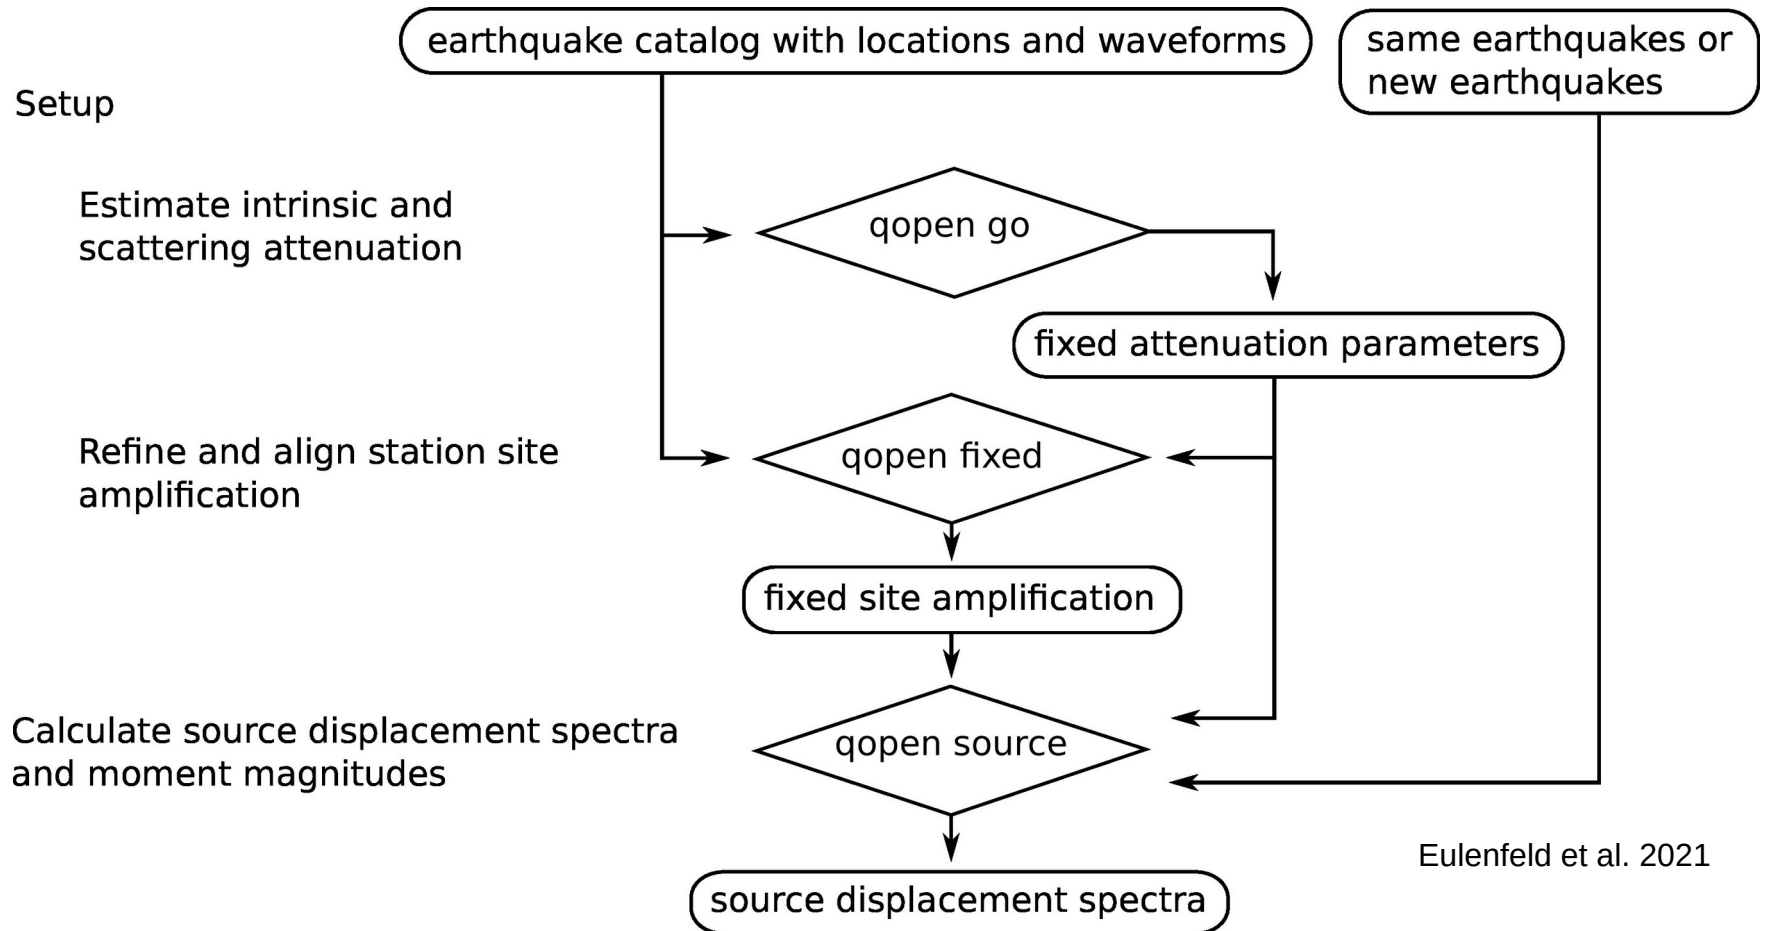 earthquake catalog with locations and waveforms
same earthquakes or
new earthquakes
Setup
Estimate intrinsic and
scattering attenuation
qopen go
fixed attenuation parameters
Refine and align station site
amplification
qopen fixed
fixed site amplification
Calculate source displacement spectra
and moment magnitudes
qopen source
Eulenfeld et al. 2021
source displacement spectra